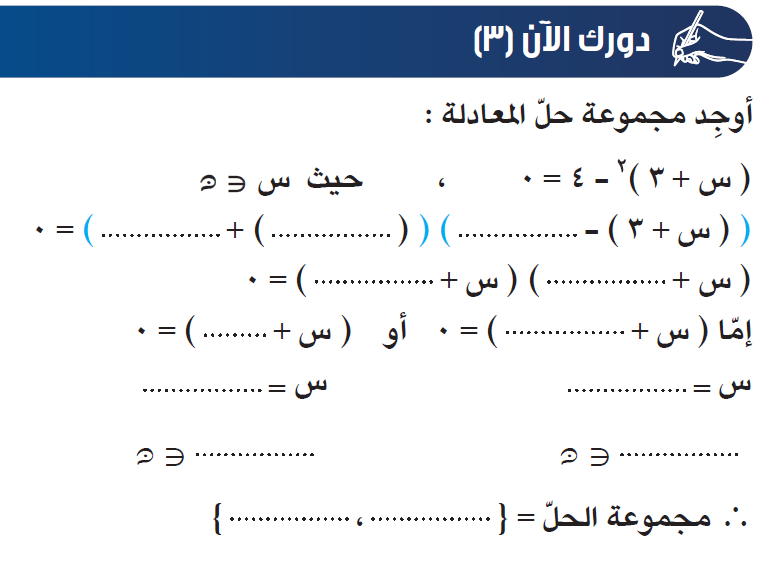 دورك الآن (٣)
أوجِد مجموعة حلّ المعادلة :
( س + ٣ )٢ – ٤ = ٠ ، حيث س ∈ ن
( ( س + ٣ ) – .................. ) ( ( .................. ) + .................. ) = ٠
( س + .................. ) ( س + .................. ) = ٠
إمّا ( س + .................. ) = ٠ أو ( س + .......... ) = ٠
س = .................. س = ..................
.................. ∈ ن .................. ∈ ن
∴ مجموعة الحلّ = { .................. ، .................. }